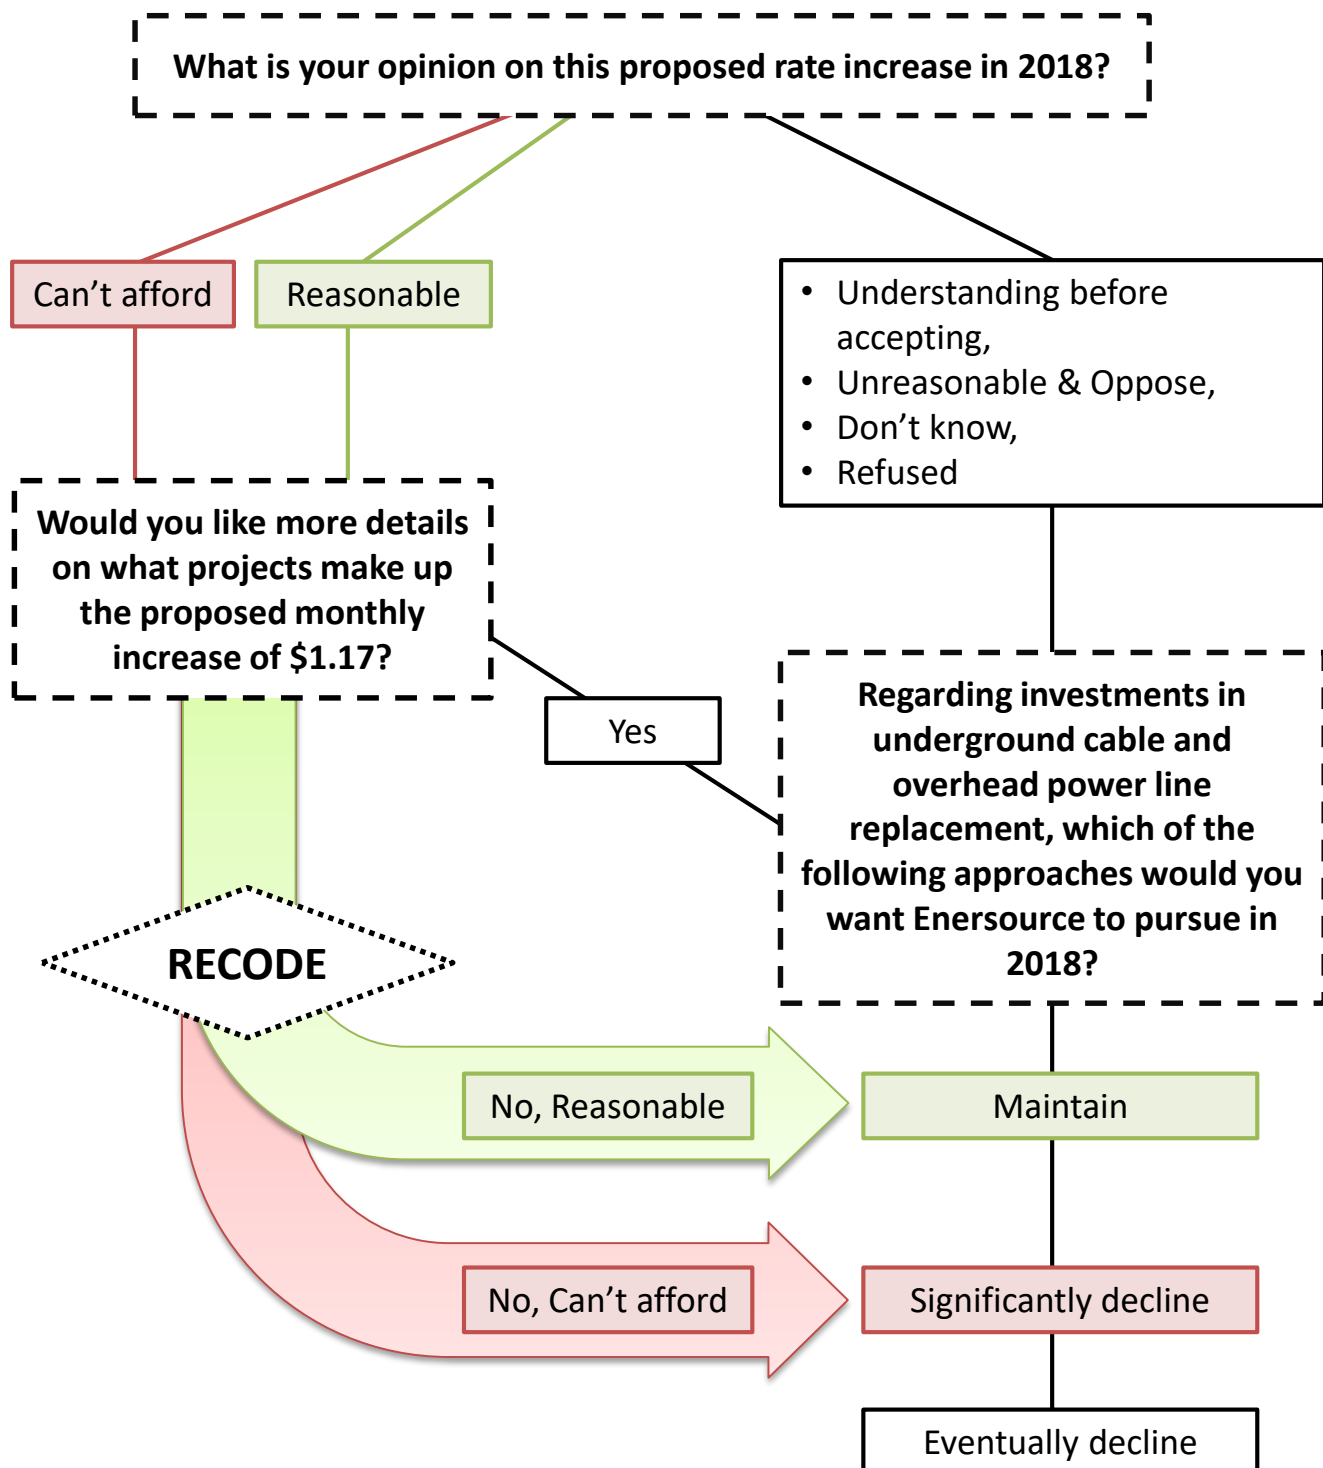 What is your opinion on this proposed rate increase in 2018?
Can’t afford
Reasonable
• Understanding before
accepting,
• Unreasonable & Oppose,
• Don’t know,
• Refused
Would you like more details
on what projects make up
the proposed monthly
increase of $1.17?
Yes
Regarding investments in
underground cable and
overhead power line
replacement, which of the
following approaches would you
want Enersource to pursue in
2018?
RECODE
No, Reasonable
Maintain
No, Can’t afford
Significantly decline
Eventually decline